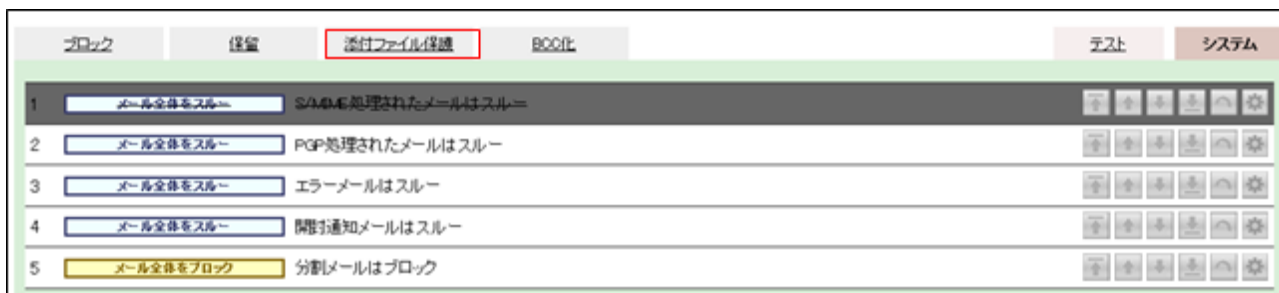 ブロック 保留 添付ファイル保護 BCC化 テスト システム
1 メール全体をスルー S/MIME処理されたメールはスルー
2 メール全体をスルー PGP処理されたメールはスルー
3 メール全体をスルー エラーメールはスルー
4 メール全体をスルー 開封通知メールはスルー
5 メール全体をブロック 分割メールはブロック